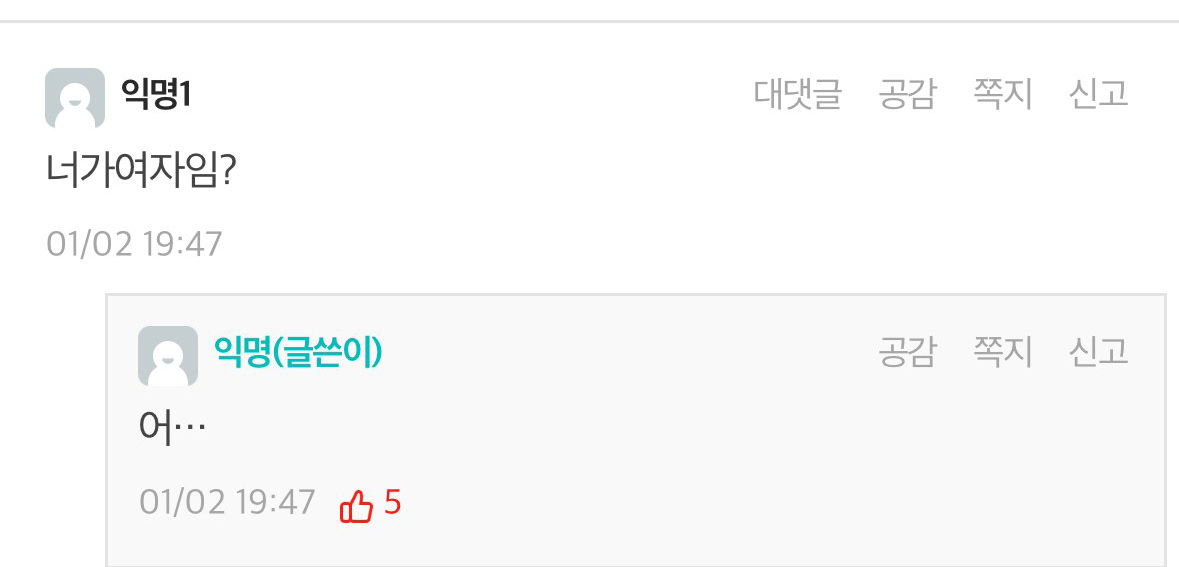 익명1 대댓글 공감 쪽지 신고
너가여자임?
01/02 19:47
익명(글쓴이) 공감 쪽지 신고
어…
01/02 19:47 5